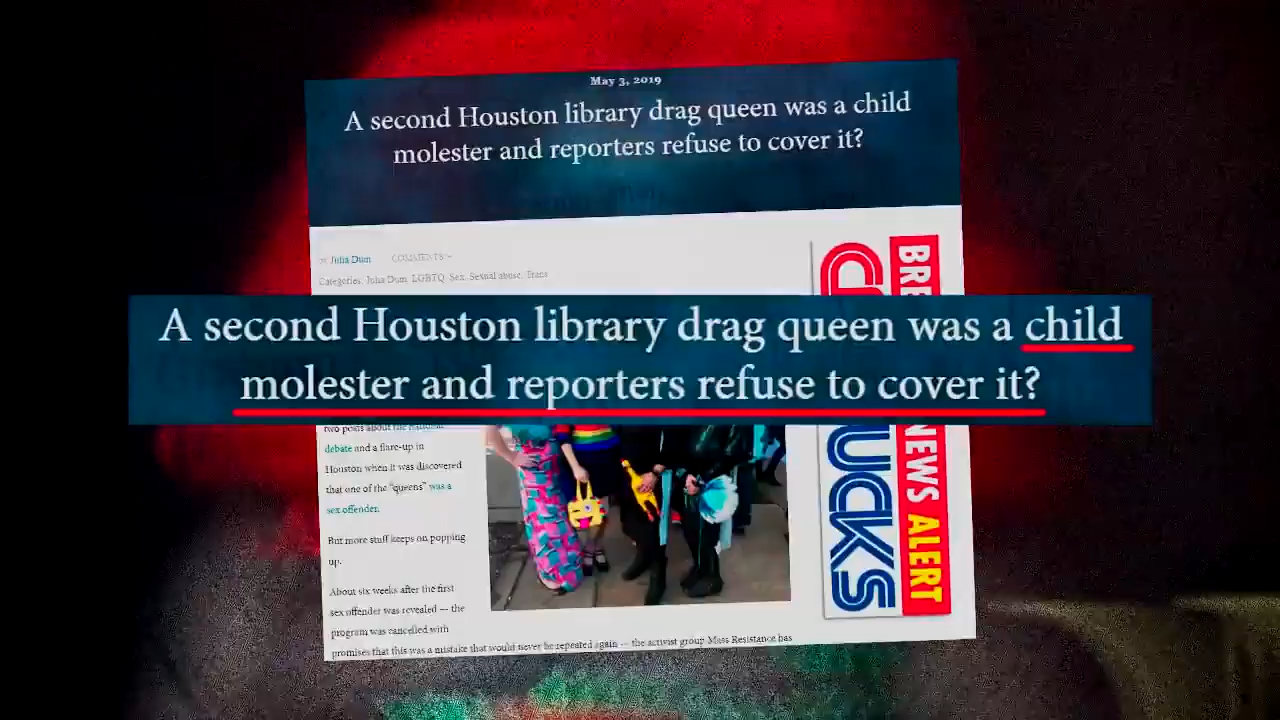 May 3, 2019
A second Houston library drag queen was a child
molester and reporters refuse to cover it?
Julia Dum COMMENTS
Categories: Julia Dum, LGBTQ, Sex, Sexual abuse, Trans
A second Houston library drag queen was a child
molester and reporters refuse to cover it?
two posts about the national
debate and a flare-up in
Houston when it was discovered
that one of the "queens" was a
sex offender.
But more stuff keeps on popping
up.
About six weeks after the first
sex offender was revealed — the
program was cancelled with
promises that this was a mistake that would never be repeated again — the activist group Mass Resistance has
NEWS ALERT